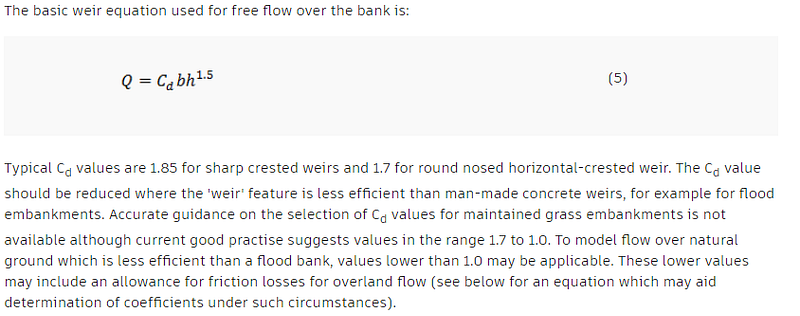 The basic weir equation used for free flow over the bank is:
Q = C_d bh^1.5 (5)
Typical C_d values are 1.85 for sharp crested weirs and 1.7 for round nosed horizontal-crested weir. The C_d value
should be reduced where the 'weir' feature is less efficient than man-made concrete weirs, for example for flood
embankments. Accurate guidance on the selection of C_d values for maintained grass embankments is not
available although current good practise suggests values in the range 1.7 to 1.0. To model flow over natural
ground which is less efficient than a flood bank, values lower than 1.0 may be applicable. These lower values
may include an allowance for friction losses for overland flow (see below for an equation which may aid
determination of coefficients under such circumstances).